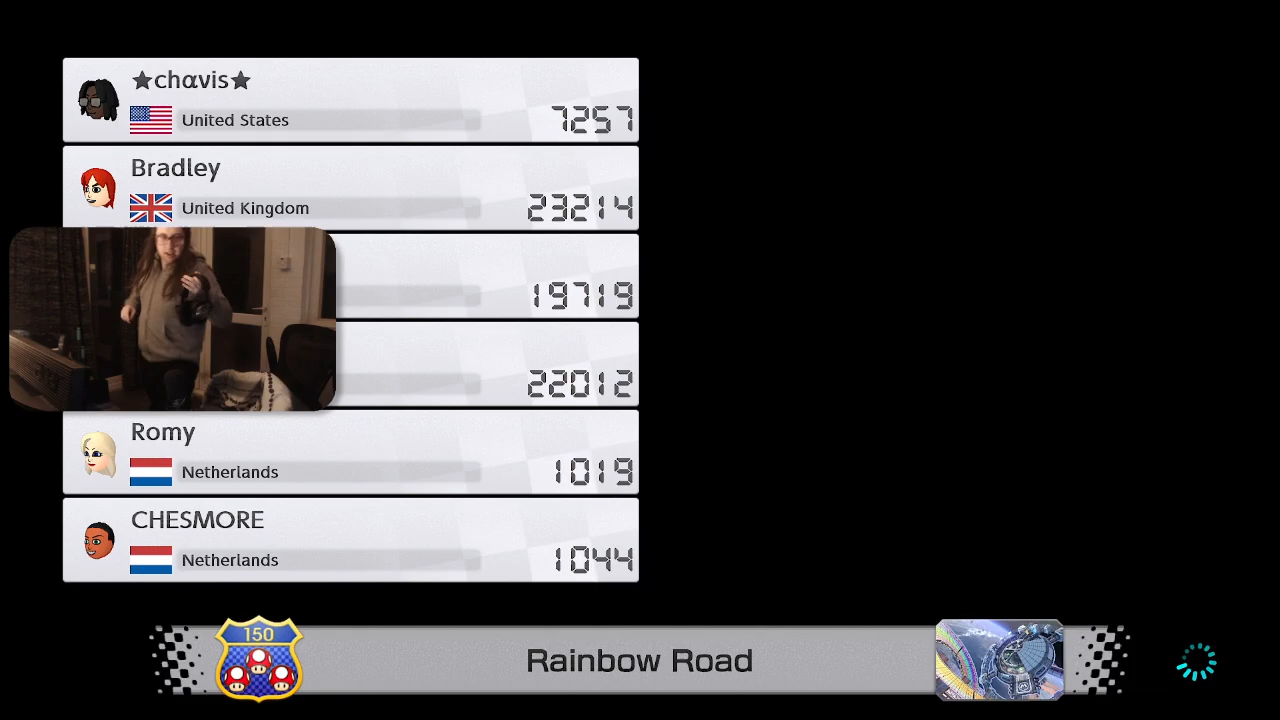 ★chαvis★
United States
7257
Bradley
United Kingdom
23214
19719
22012
Romy
Netherlands
1019
CHESMORE
Netherlands
1044
150
Rainbow Road